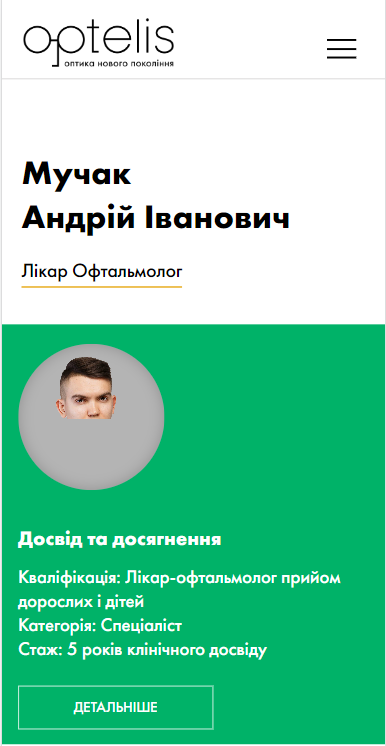 optelis
оптика нового покоління
Мучак
Андрій Іванович
Лікар Офтальмолог
Досвід та досягнення
Кваліфікація: Лікар-офтальмолог прийом
дорослих і дітей
Категорія: Спеціаліст
Стаж: 5 років клінічного досвіду
ДЕТАЛЬНІШЕ